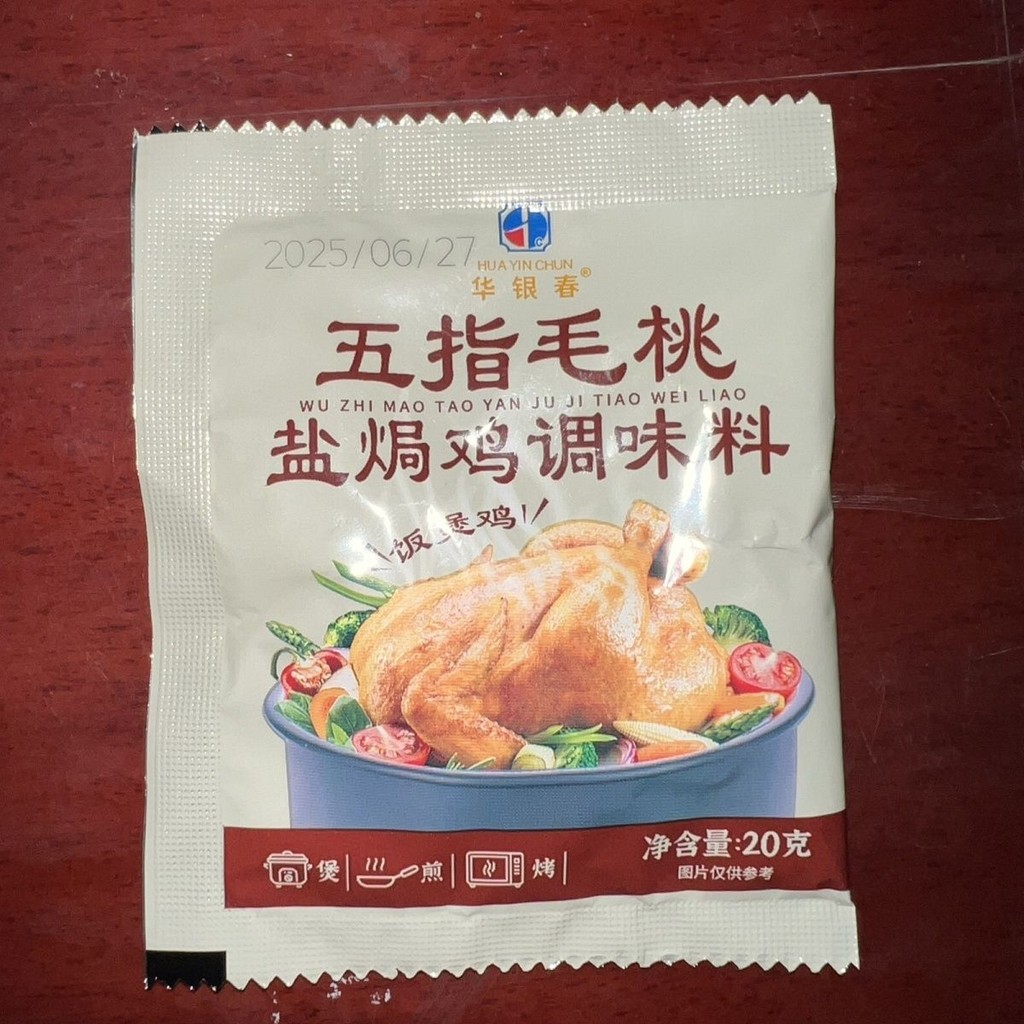 2025/06/27
HUA YIN CHUN
华银春®
五指毛桃
WU ZHI MAO TAO YAN JU JI TIAO WEI LIAO
盐焗鸡调味料
饭煲鸡
煲 煎 烤
净含量:20克
图片仅供参考